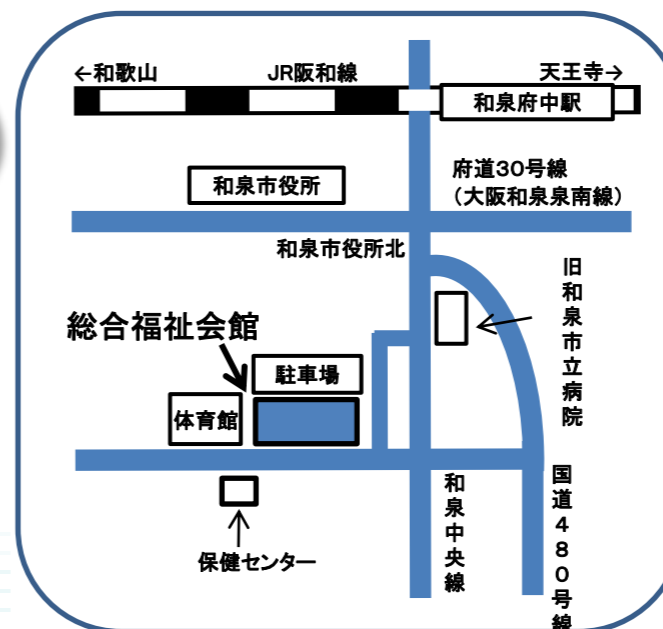 ←和歌山
JR阪和線
天王寺→
和泉府中駅
和泉市役所
府道30号線
（大阪和泉泉南線）
和泉市役所北
旧和泉市立病院
総合福祉会館
駐車場
体育館
保健センター
和泉中央線
国道480号線